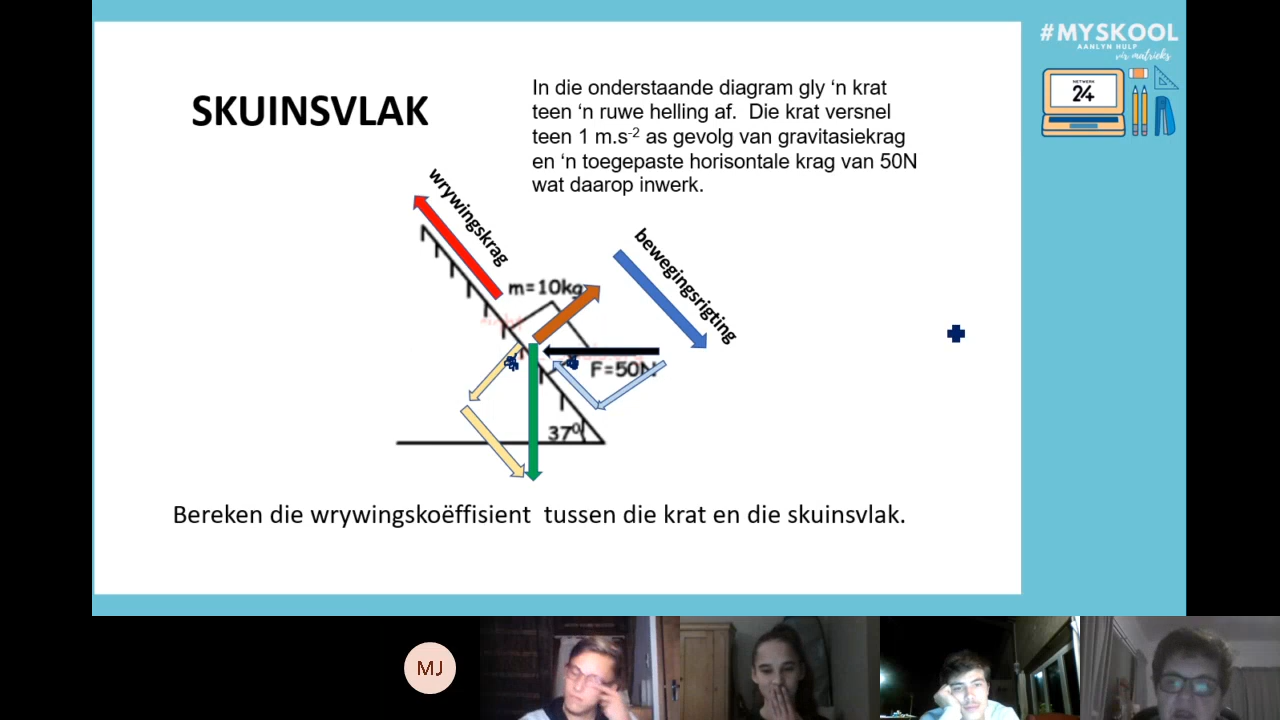 #MYSKOOL
AANLYN HULP
vir matrieks
NETWERK
24
SKUINSVLAK
In die onderstaande diagram gly ‘n krat
teen ‘n ruwe helling af. Die krat versnel
teen 1 m.s-2 as gevolg van gravitasiekrag
en ‘n toegepaste horisontale krag van 50N
wat daarop inwerk.
wrywingskrag
bewegingsrigting
m=10kg
F=50N
37⁰
Bereken die wrywingskoëffisient tussen die krat en die skuinsvlak.
MJ